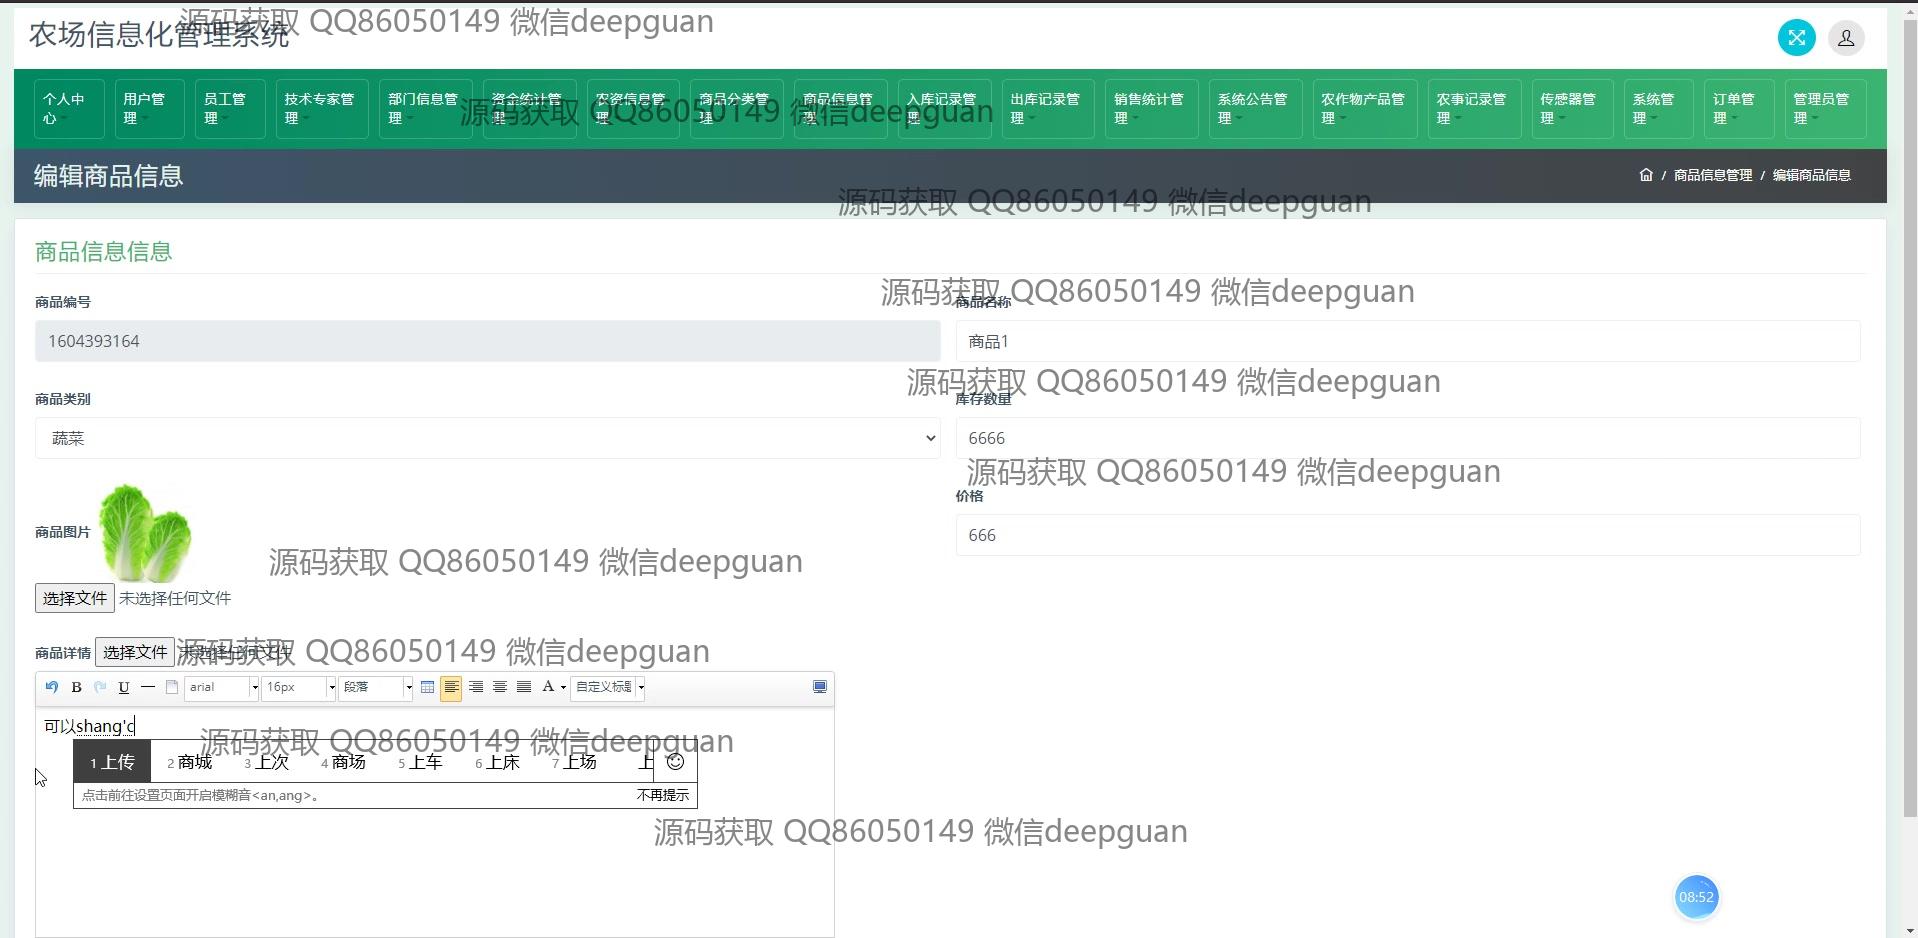 源码获取 QQ86050149 微信deepguan
农场信息化管理系统
个人中心
用户管理
员工管理
技术专家管理
部门信息管理
资金统计管理
农资信息管理
商品分类管理
商品信息管理
入库记录管理
出库记录管理
销售统计管理
系统公告管理
农作物产品管理
农事记录管理
传感器管理
系统管理
订单管理
管理员管理
源码获取 QQ86050149 微信deepguan
编辑商品信息
商品信息管理 / 编辑商品信息
源码获取 QQ86050149 微信deepguan
商品信息信息
源码获取 QQ86050149 微信deepguan
商品编号
商品名称
1604393164
商品1
源码获取 QQ86050149 微信deepguan
商品类别
库存数量
蔬菜
6666
源码获取 QQ86050149 微信deepguan
价格
商品图片
666
源码获取 QQ86050149 微信deepguan
选择文件 未选择任何文件
商品详情 选择文件 未选择任何文件
源码获取 QQ86050149 微信deepguan
B U arial 16px 段落 A 自定义标题
可以shang'c
源码获取 QQ86050149 微信deepguan
1 上传 2 商城 3 上次 4 商场 5 上车 6 上床 7 上场 上
点击前往设置页面开启模糊音<an,ang>。 不再提示
源码获取 QQ86050149 微信deepguan
08:52